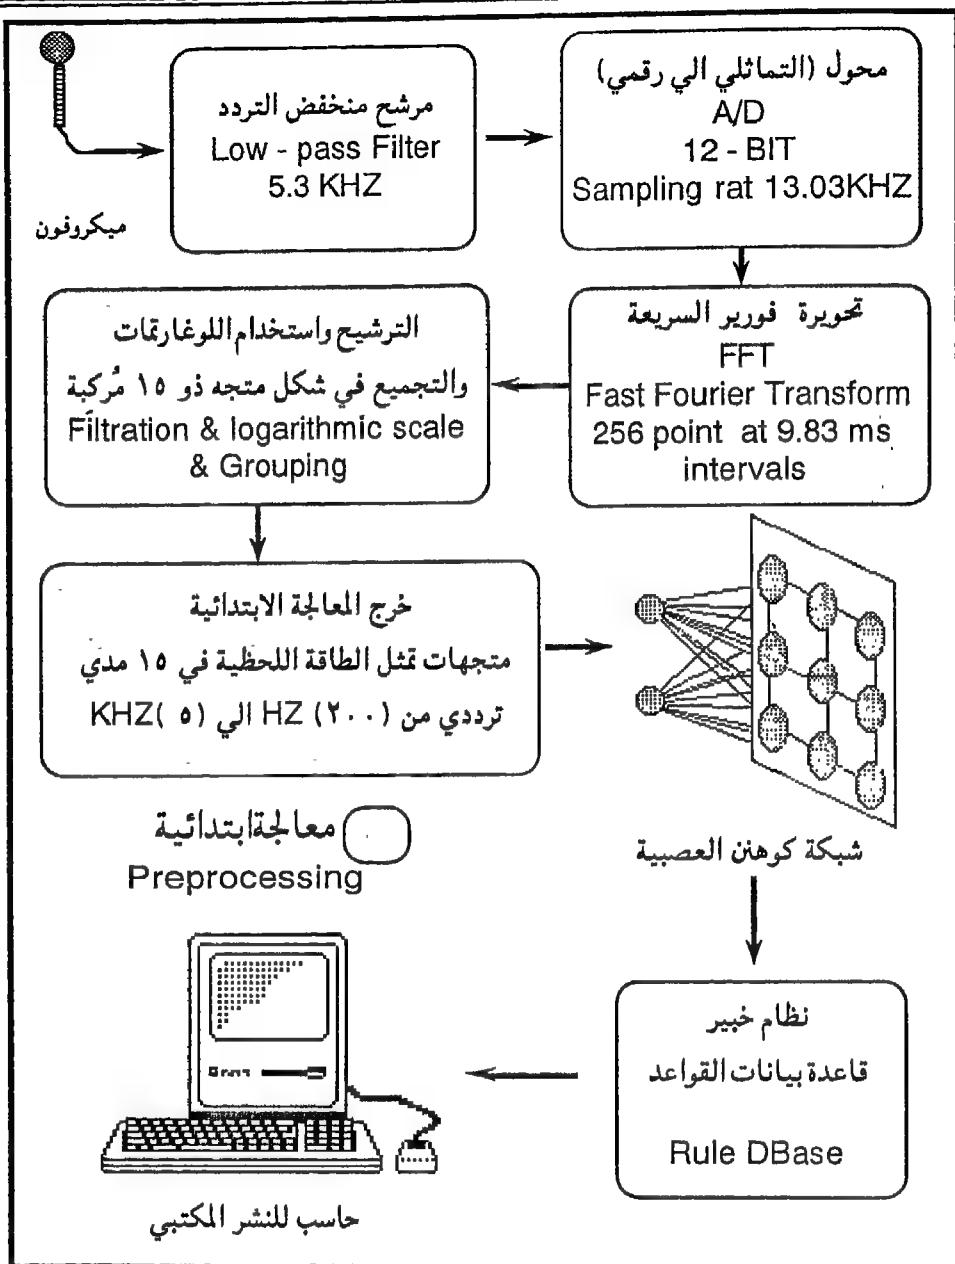 ميكروفون
مرشح منخفض التردد
Low - pass Filter
5.3 KHZ
محول (التماثلي الي رقمي)
A/D
12 - BIT
Sampling rat 13.03KHZ
تحويرة فورير السريعة
FFT
Fast Fourier Transform
256 point at 9.83 ms
intervals
الترشيح واستخدام اللوغارتمات
والتجميع في شكل متجه ذو ١٥ مُركبة
Filtration & logarithmic scale
& Grouping
خرج المعالجة الابتدائية
متجهات تمثل الطاقة اللحظية في ١٥ مدي
ترددي من (٢٠٠) HZ الي (٥ )KHZ
شبكة كوهنن العصبية
معالجة ابتدائية
Preprocessing
نظام خبير
قاعدة بيانات القواعد
Rule DBase
حاسب للنشر المكتبي